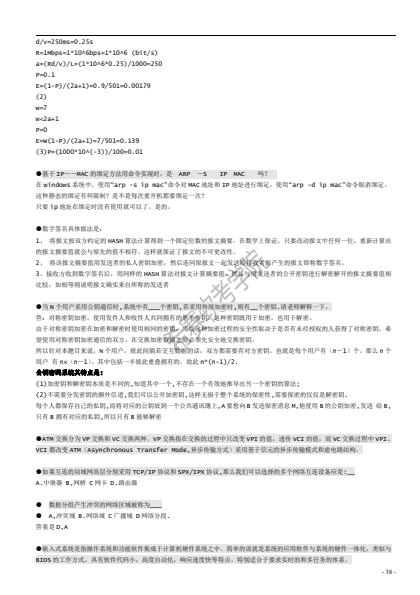 d/v=250ms=0.25s
R=1Mbps=1*10^6bps=1*10^6 (bit/s)
a=(Rd/v)/L=(1*10^6*0.25)/1000=250
P=0.1
E=(1-P)/(2a+1)=0.9/501=0.00179
(2)
w=7
W<2a+1
P=0
E=W(1-P)/(2a+1)=7/501=0.139
(3)P=(1000*10^(-3))/100=0.01
●基于 IP——MAC 的绑定方法用命令实现时，是 ARP —S IP MAC 吗？
在 windows 系统中，使用"arp -s ip mac"命令对 MAC 地址和 IP 地址进行绑定，使用"arp -d ip mac"命令取消绑定。
这种静态的绑定有何限制？是不是每次重开机都要绑定一次？
只要 ip 地址在绑定时没有使用就可以了。是的。
●数字签名具体做法是：
1. 将报文按双方约定的 HASH 算法计算得到一个固定位数的报文摘要。在数学上保证，只要改动报文中任何一位，重新计算出
的报文摘要值就会与原先的值不相符。这样就保证了报文的不可更改性。
2. 将该报文摘要值用发送者的私人密钥加密，然后连同原报文一起发送给接收者
产生的报文即称数字签名。
3．接收方收到数字签名后，用同样的 HASH 算法对报文计算摘要值，然后与用发送者的公开密钥进行解密解开的报文摘要值相
比较，如相等则说明报文确实来自所称的发送者
●当 N 个用户采用公钥通信时,系统中有___个密钥,若采用传统密时,则有__个密钥.请老师解释一下。
答：对称密钥加密，使用发件人和收件人共同拥有的单个密钥。这种密钥既用于加密，也用于解密。
由于对称密钥加密在加密和解密时使用相同的密钥，所以这种加密过程的安全性取决于是否有未经授权的人获得了对称密钥。希
望使用对称密钥加密通信的双方，在交换加密数据之前必须先安全地交换密钥。
所以针对本题目来说，N 个用户，彼此间倘若交互数据的话，双方都需要有对方密钥，也就是每个用户有（n－1）个，那么 n 个
用户 有 nx（n－1），其中包括一半彼此重叠拥有的，故此 n*(n-1)/2.
公钥密码系统其特点是：
(1)加密钥和解密钥本质是不同的,知道其中一个,不存在一个有效地推导出另一个密钥的算法;
(2)不需要分发密钥的额外信道,我们可以公开加密钥,这样无损于整个系统的保密性,需要保密的仅仅是解密钥.
每个人都保存自己的私钥,而将对应的公钥放到一个公共通讯簿上,A 要想向 B 发送保密消息 M,他使用 B 的公钥加密,发送 给 B,
只有 B 拥有对应的私钥,所以只有 B 能够解密
●ATM 交换分为 VP 交换和 VC 交换两种。VP 交换指在交换的过程中只改变 VPI 的值，透传 VCI 的值，而 VC 交换过程中 VPI、
VCI 都改变 ATM（Asynchronous Transfer Mode,异步传输方式）采用基于信元的异步传输模式和虚电路结构。
●如果互连的局域网高层分别采用 TCP/IP 协议和 SPX/IPX 协议,那么我们可以选择的多个网络互连设备应是:__
A.中继器 B,网桥 C 网卡 D.路由器
● 数据分组产生冲突的网络区域被称为___
● A,冲突域 B.网络域 C 广播域 D 网络分段.
答案是 D,A
●嵌入式系统是指操作系统和功能软件集成于计算机硬件系统之中。简单的说就是系统的应用软件与系统的硬件一体化，类似与
BIOS 的工作方式。具有软件代码小，高度自动化，响应速度快等特点。特别适合于要求实时的和多任务的体系。
- 38 -